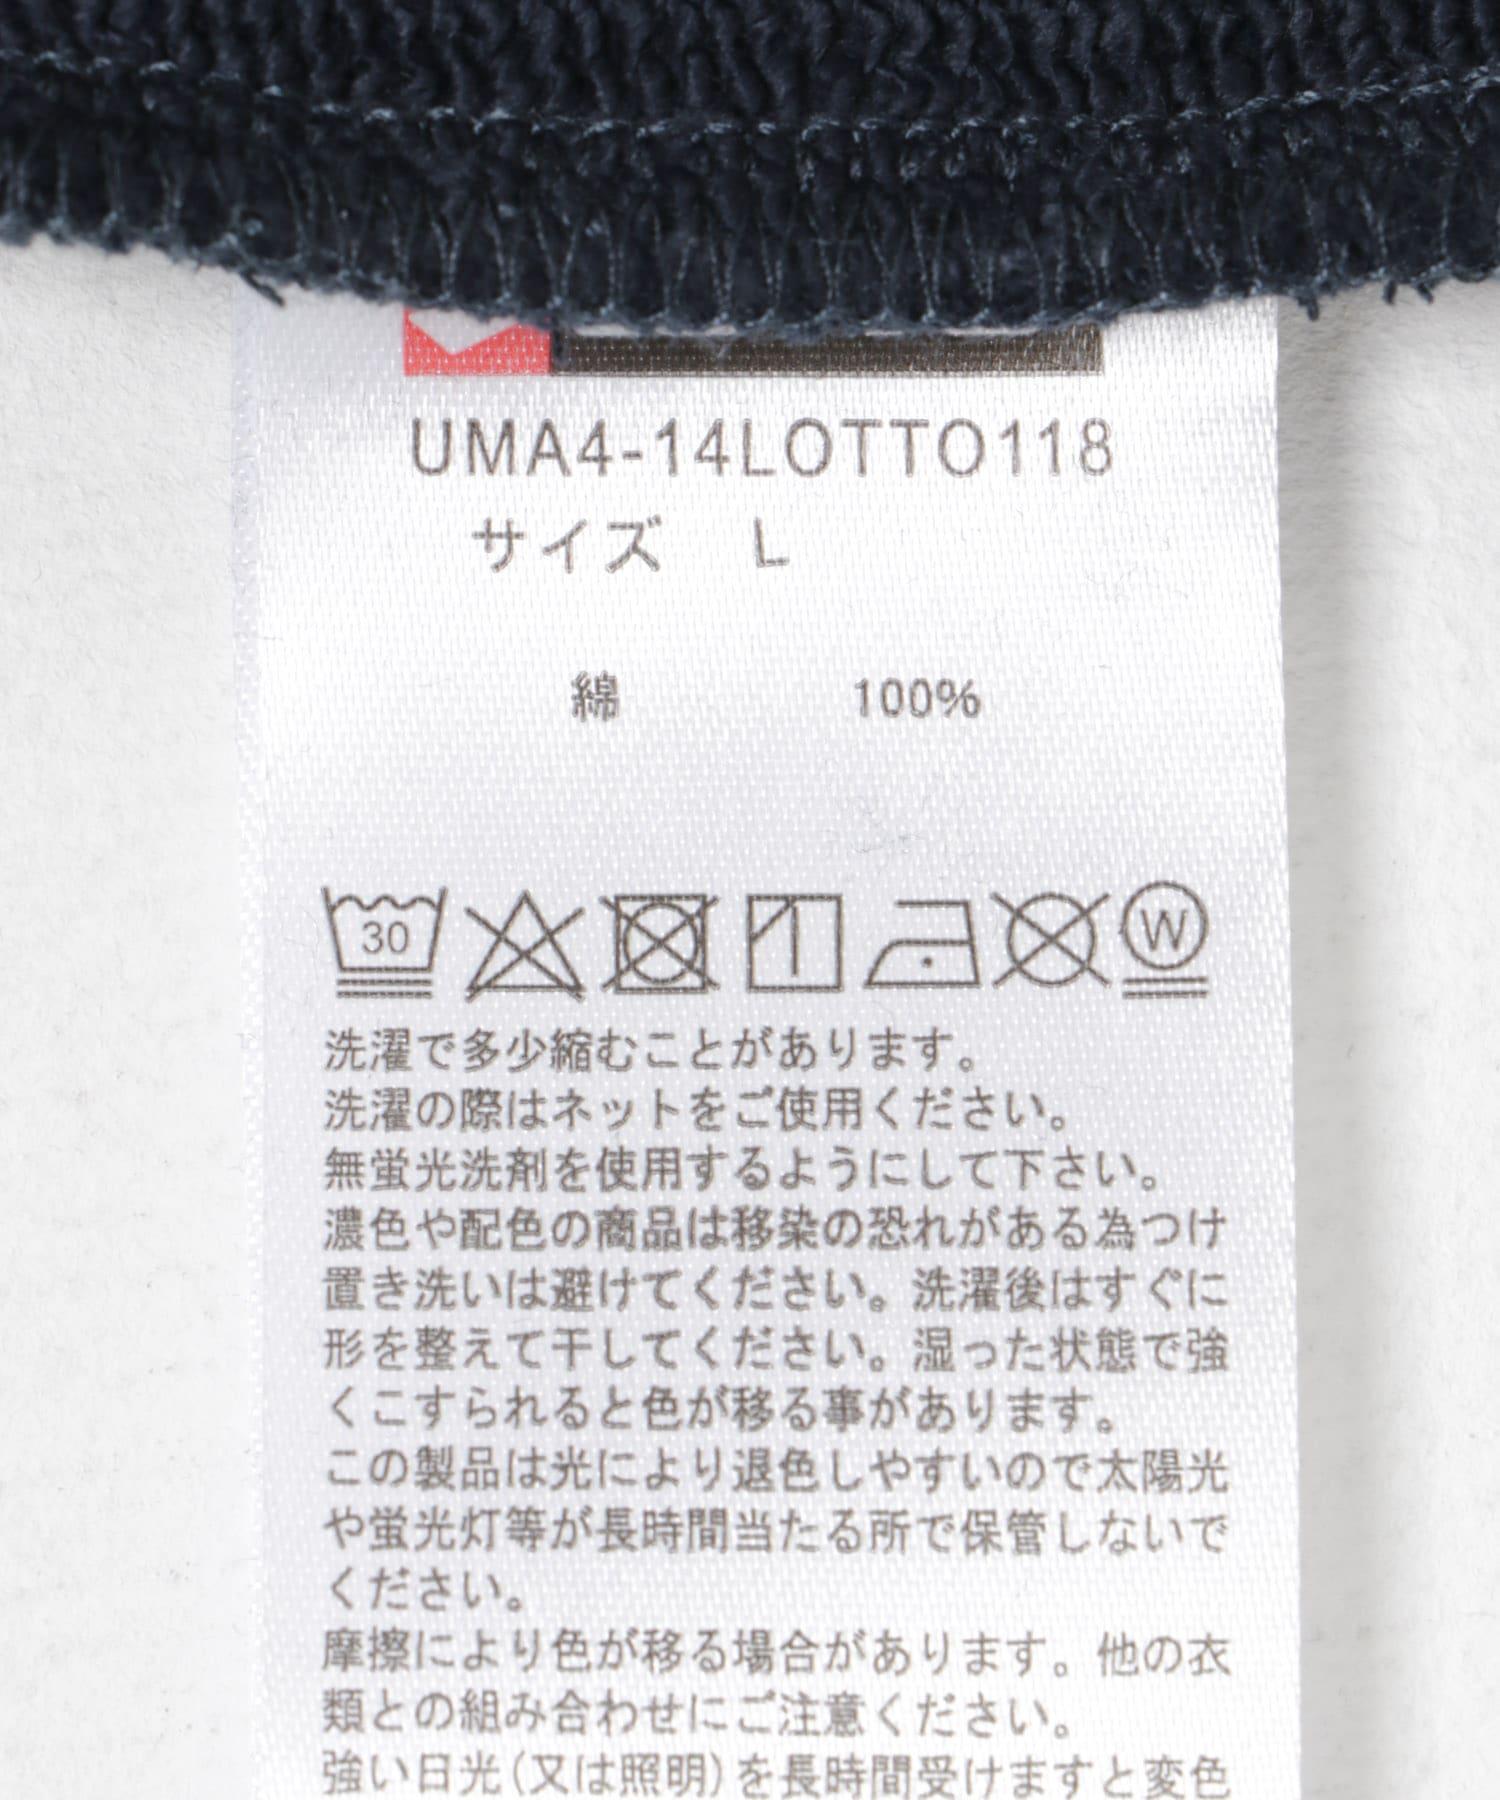 UMA4-14LOTTO118
サイズ L
綿 100%
30 W
洗濯で多少縮むことがあります。
洗濯の際はネットをご使用ください。
無蛍光洗剤を使用するようにして下さい。
濃色や配色の商品は移染の恐れがある為つけ
置き洗いは避けてください。洗濯後はすぐに
形を整えて干してください。湿った状態で強
くこすられると色が移る事があります。
この製品は光により退色しやすいので太陽光
や蛍光灯等が長時間当たる所で保管しないで
ください。
摩擦により色が移る場合があります。他の衣
類との組み合わせにご注意ください。
強い日光(又は照明)を長時間受けますと変色